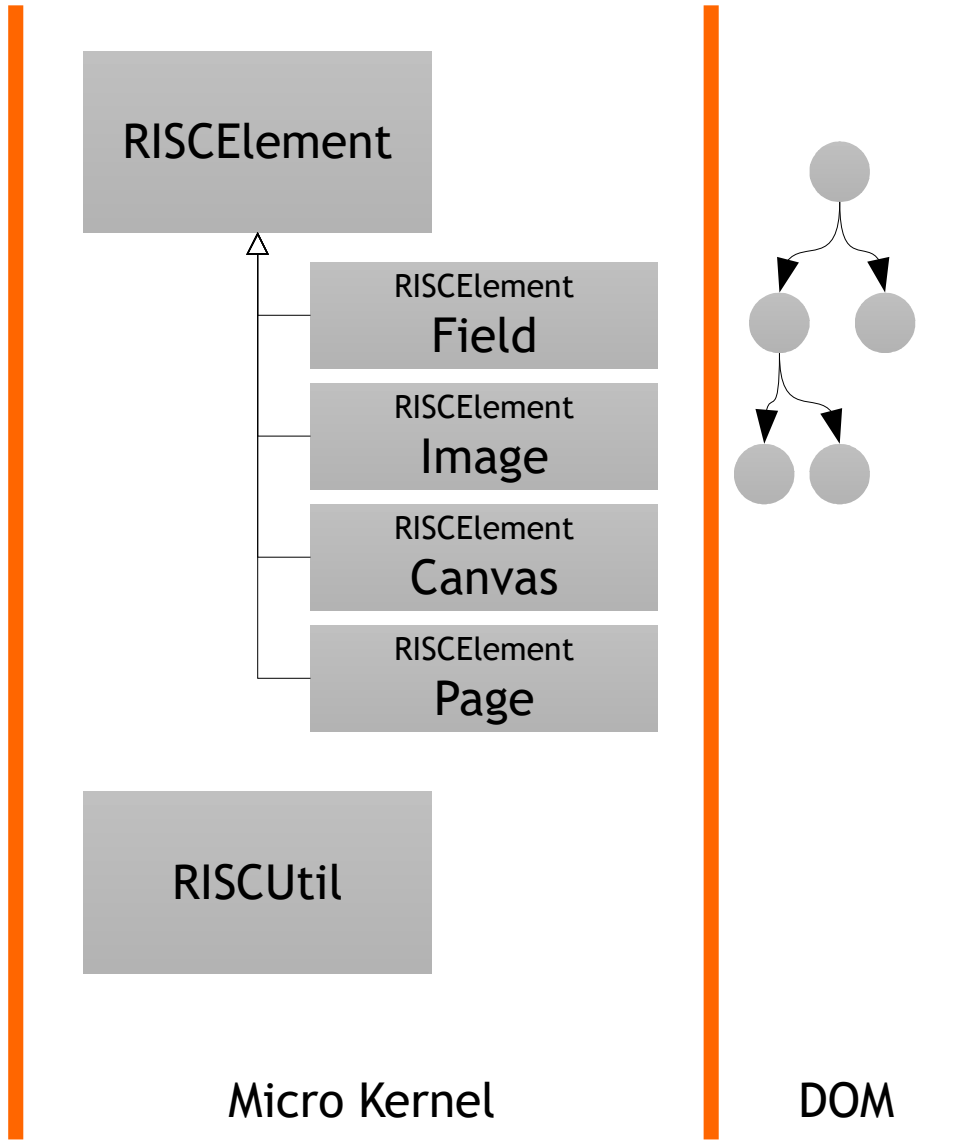 RISCElement
RISCElement
Field
RISCElement
Image
RISCElement
Canvas
RISCElement
Page
RISCUtil
Micro Kernel
DOM